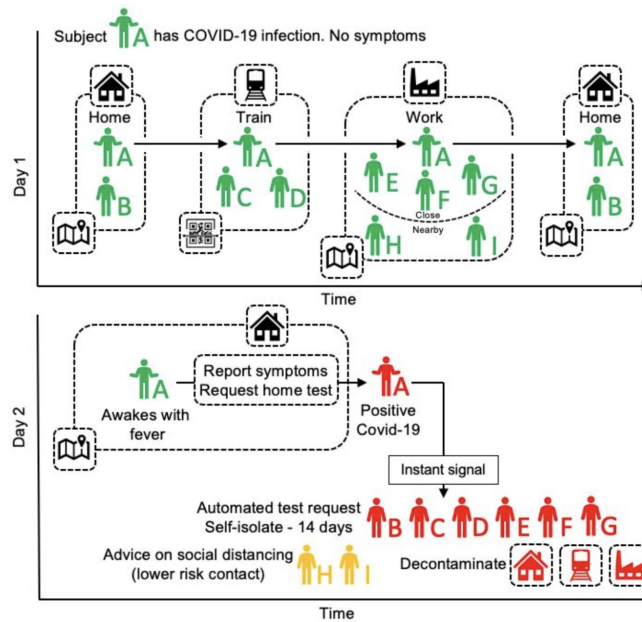 Subject A has COVID-19 infection. No symptoms
Home
Train
Work
Home
A
A
A
A
B
C
D
E
F
G
B
Close
Nearby
H
I
Day 1
Time
Day 2
A
Report symptoms
Request home test
A
Awakes with
fever
Positive
Covid-19
Instant signal
Automated test request
Self-isolate - 14 days
B C D E F G
Advice on social distancing
(lower risk contact)
H I
Decontaminate
Time